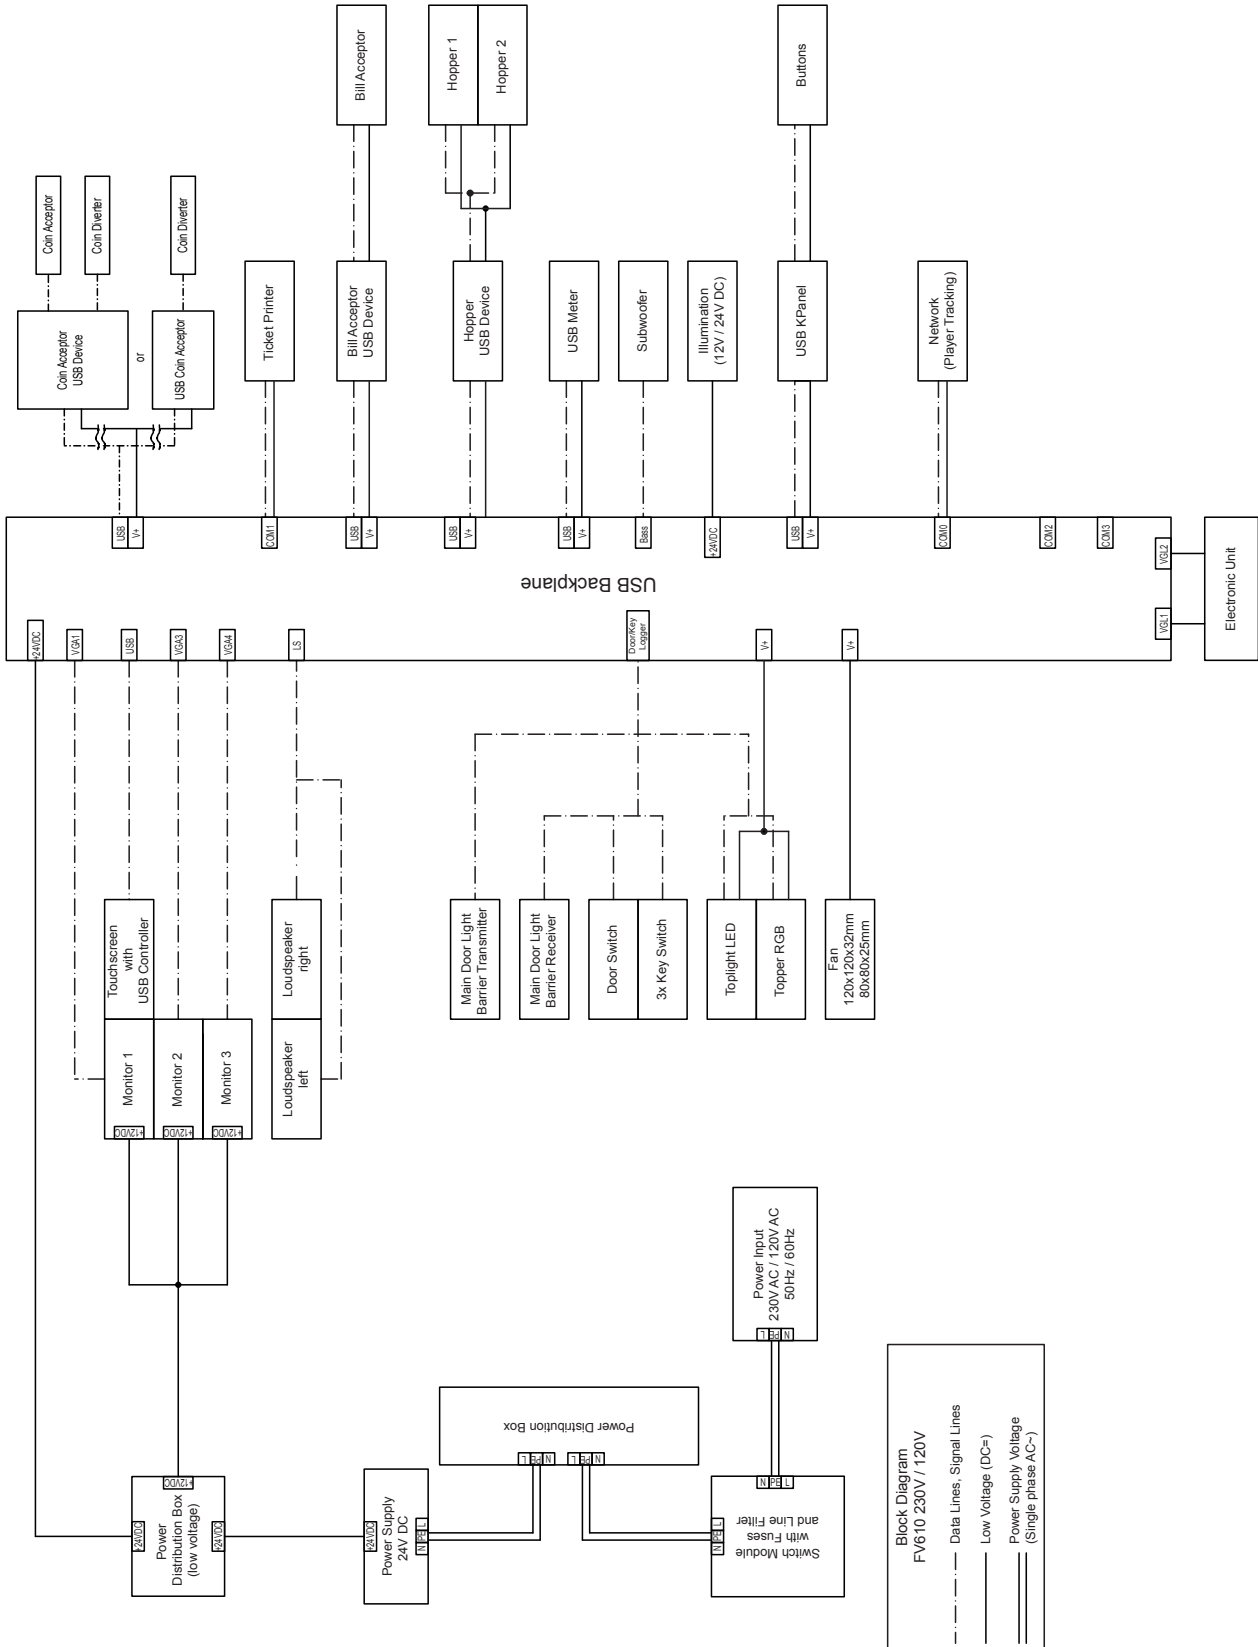 Coin Acceptor
Coin Diverter
Coin Diverter
Bill Acceptor
Hopper 1
Hopper 2
Buttons
Coin Acceptor
USB Device
or
USB Coin Acceptor
Ticket Printer
Bill Acceptor
USB Device
Hopper
USB Device
USB Meter
Subwoofer
Illumination
(12V / 24V DC)
USB KPanel
Network
(Player Tracking)
USB
V+
COM1
USB
V+
USB
V+
USB
V+
Bass
+24VDC
USB
V+
COM0
COM2
COM3
USB Backplane
VGL2
VGL1
Electronic Unit
+24VDC
VGA1
USB
VGA3
VGA4
LS
Door/Key
Logger
V+
V+
Touchscreen
with
USB Controller
Monitor 1
Monitor 2
Monitor 3
+12VDC
+12VDC
+12VDC
Loudspeaker
right
Loudspeaker
left
Main Door Light
Barrier Transmitter
Main Door Light
Barrier Receiver
Door Switch
3x Key Switch
Toplight LED
Topper RGB
Fan
120x120x32mm
80x80x25mm
Power Input
230V AC / 120V AC
50Hz / 60Hz
L
PE
N
Power Distribution Box
N
PE
L
N
PE
L
+12VDC
+24VDC
Power
Distribution Box
(low voltage)
+24VDC
+24VDC
Power Supply
24V DC
N
PE
L
N
PE
L
N
PE
L
Switch Module
with Fuses
and Line Filter
Block Diagram
FV610 230V / 120V
Data Lines, Signal Lines
Low Voltage (DC=)
Power Supply Voltage
(Single phase AC~)